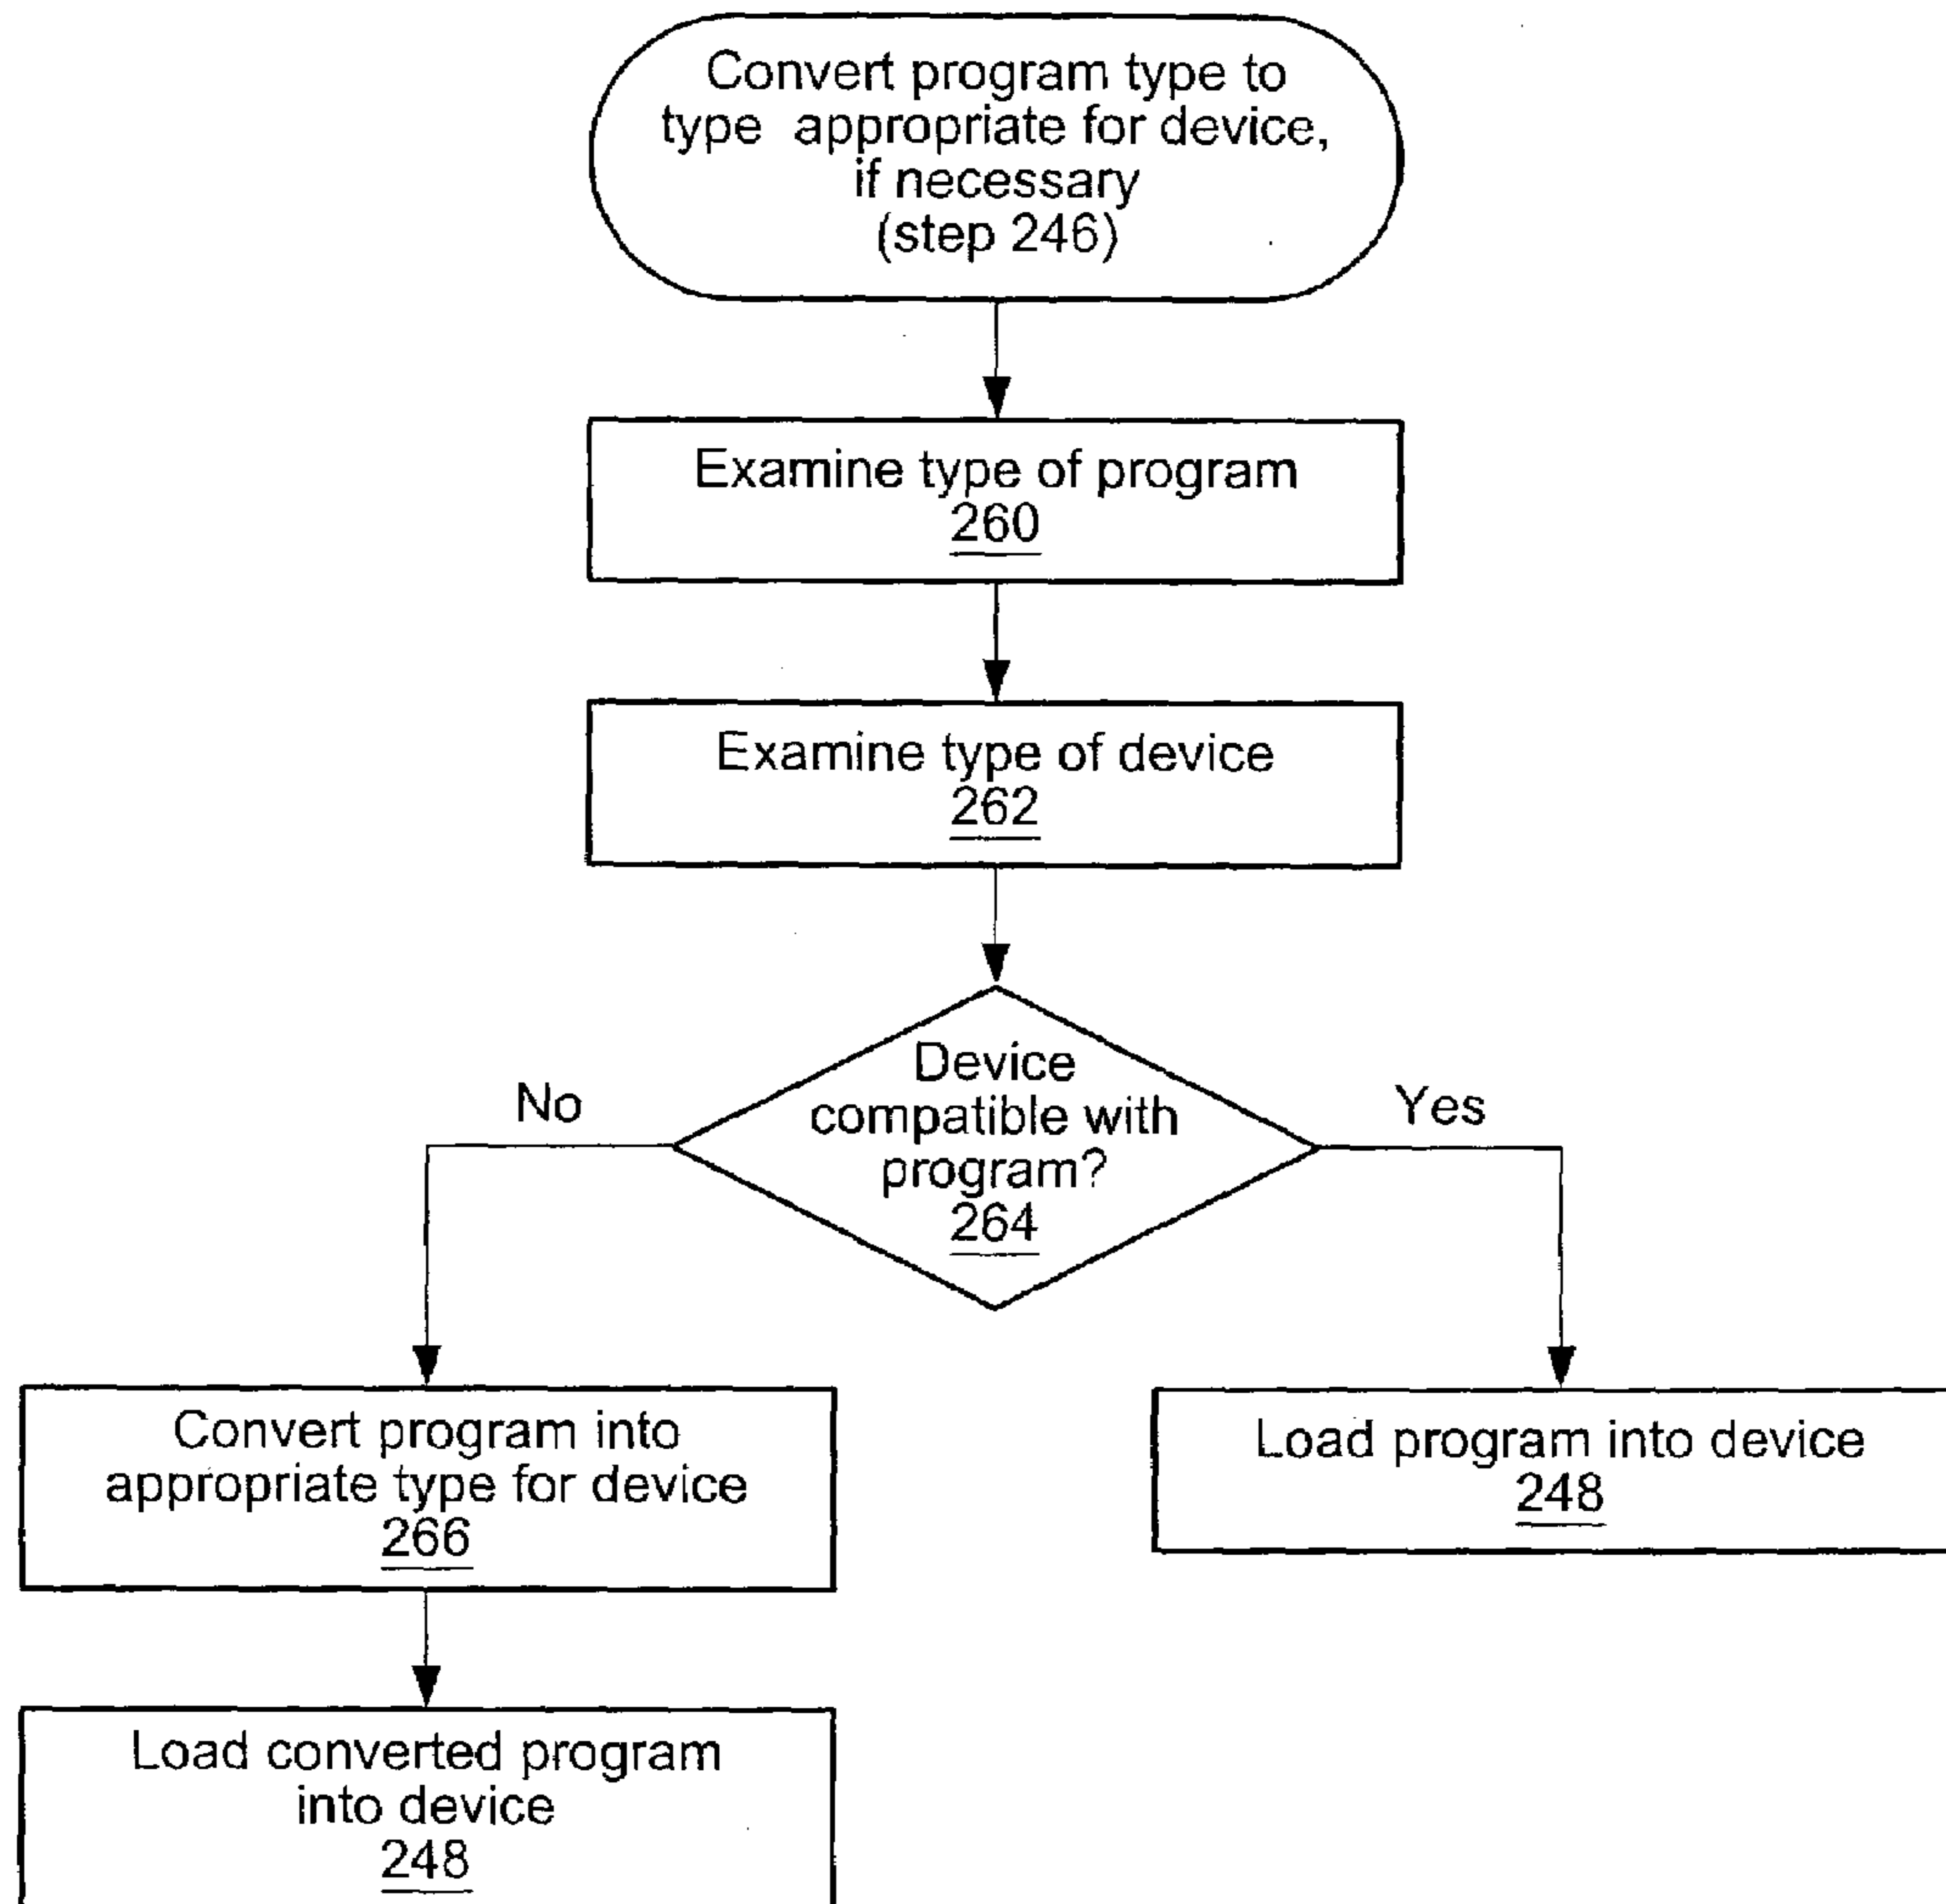 Convert program type to
type appropriate for device,
if necessary
(step 246)
Examine type of program
260
Examine type of device
262
Device
compatible with
program?
264
No
Yes
Convert program into
appropriate type for device
266
Load program into device
248
Load converted program
into device
248